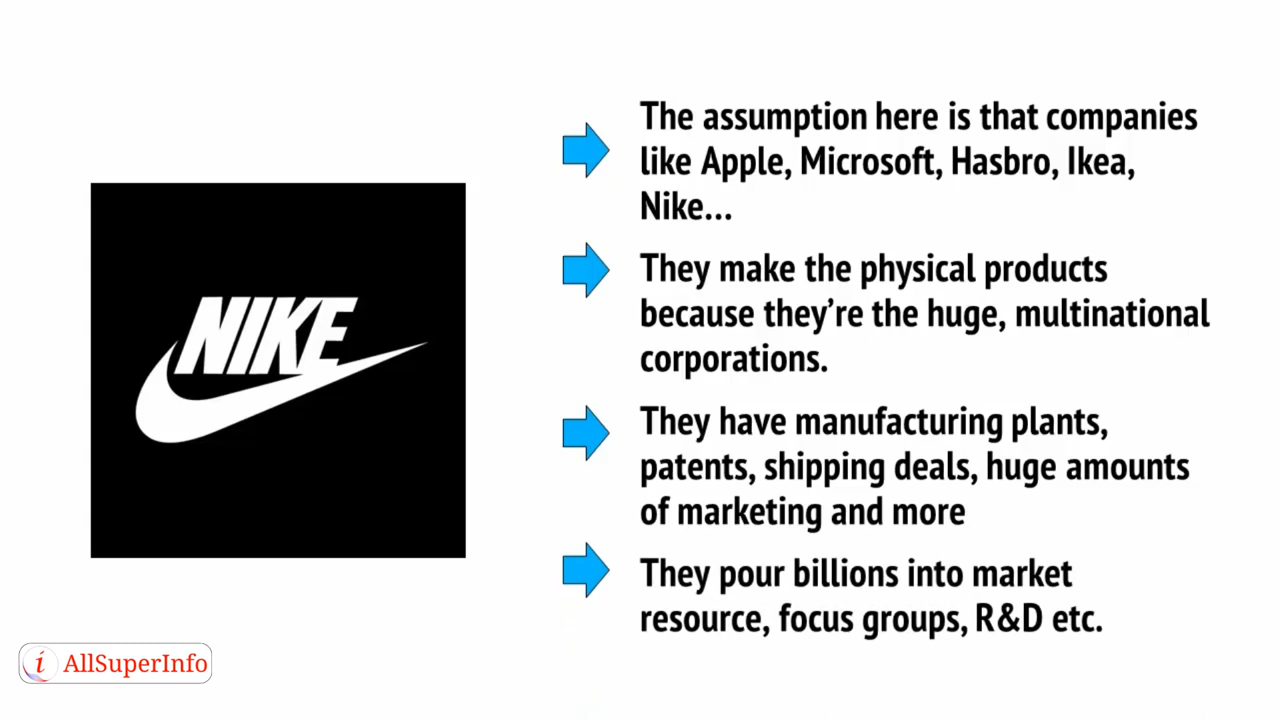 NIKE
The assumption here is that companies
like Apple, Microsoft, Hasbro, Ikea,
Nike...
They make the physical products
because they’re the huge, multinational
corporations.
They have manufacturing plants,
patents, shipping deals, huge amounts
of marketing and more
They pour billions into market
resource, focus groups, R&D etc.
i AllSuperInfo